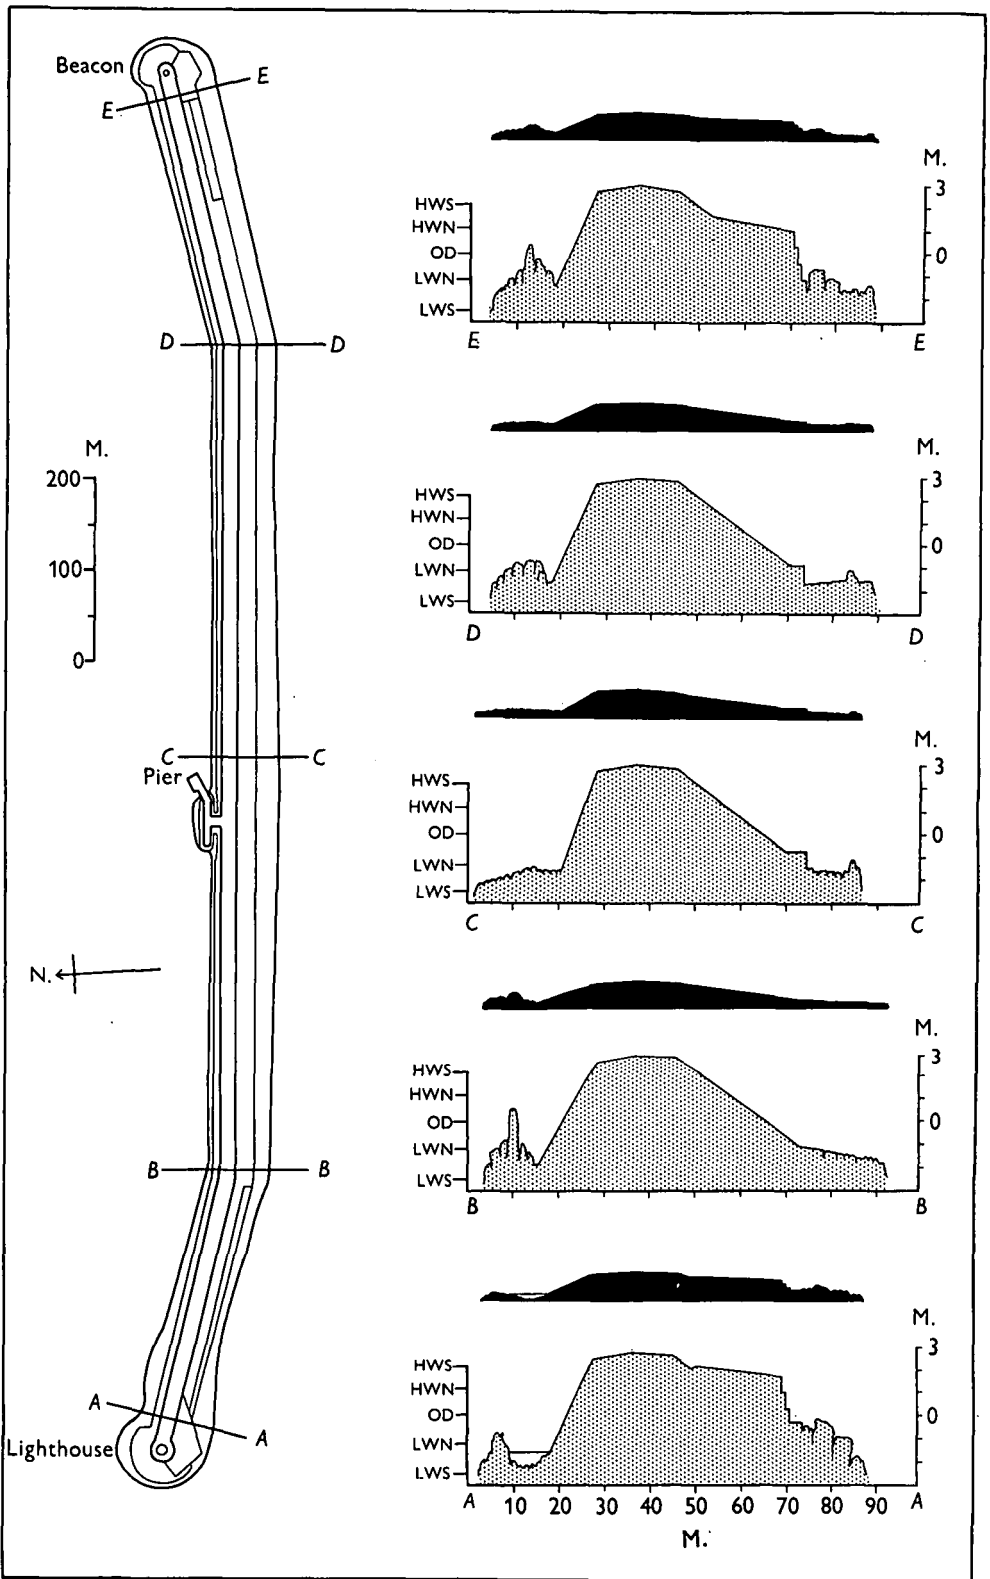 Beacon
E
E
D
D
M.
200
100
0
C
C
Pier
N.
B
B
A
A
Lighthouse
M.
HWS
HWN
OD
LWN
LWS
3
0
E
E
M.
HWS
HWN
OD
LWN
LWS
3
0
D
D
M.
HWS
HWN
OD
LWN
LWS
3
0
C
C
M.
HWS
HWN
OD
LWN
LWS
3
0
B
B
M.
HWS
HWN
OD
LWN
LWS
3
0
A 10 20 30 40 50 60 70 80 90 A
M.